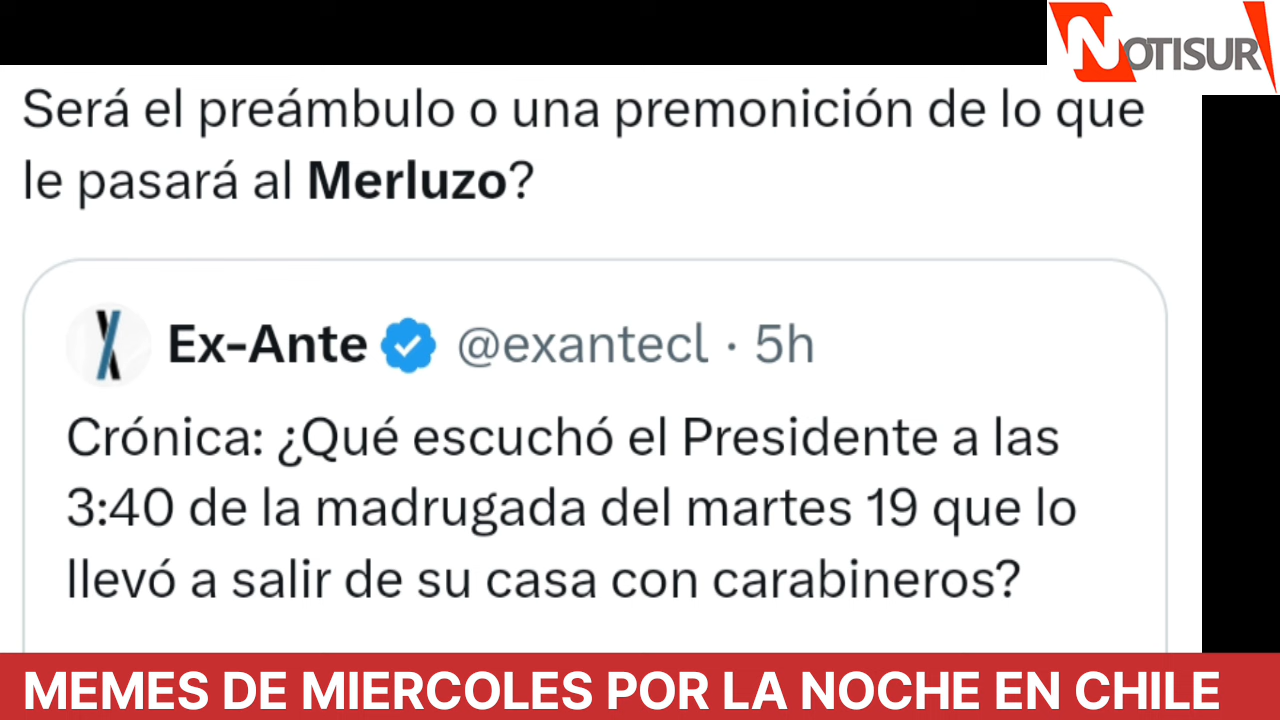 NOTISUR
Será el preámbulo o una premonición de lo que
le pasará al Merluzo?
Ex-Ante @exantecl · 5h
Crónica: ¿Qué escuchó el Presidente a las
3:40 de la madrugada del martes 19 que lo
llevó a salir de su casa con carabineros?
MEMES DE MIERCOLES POR LA NOCHE EN CHILE